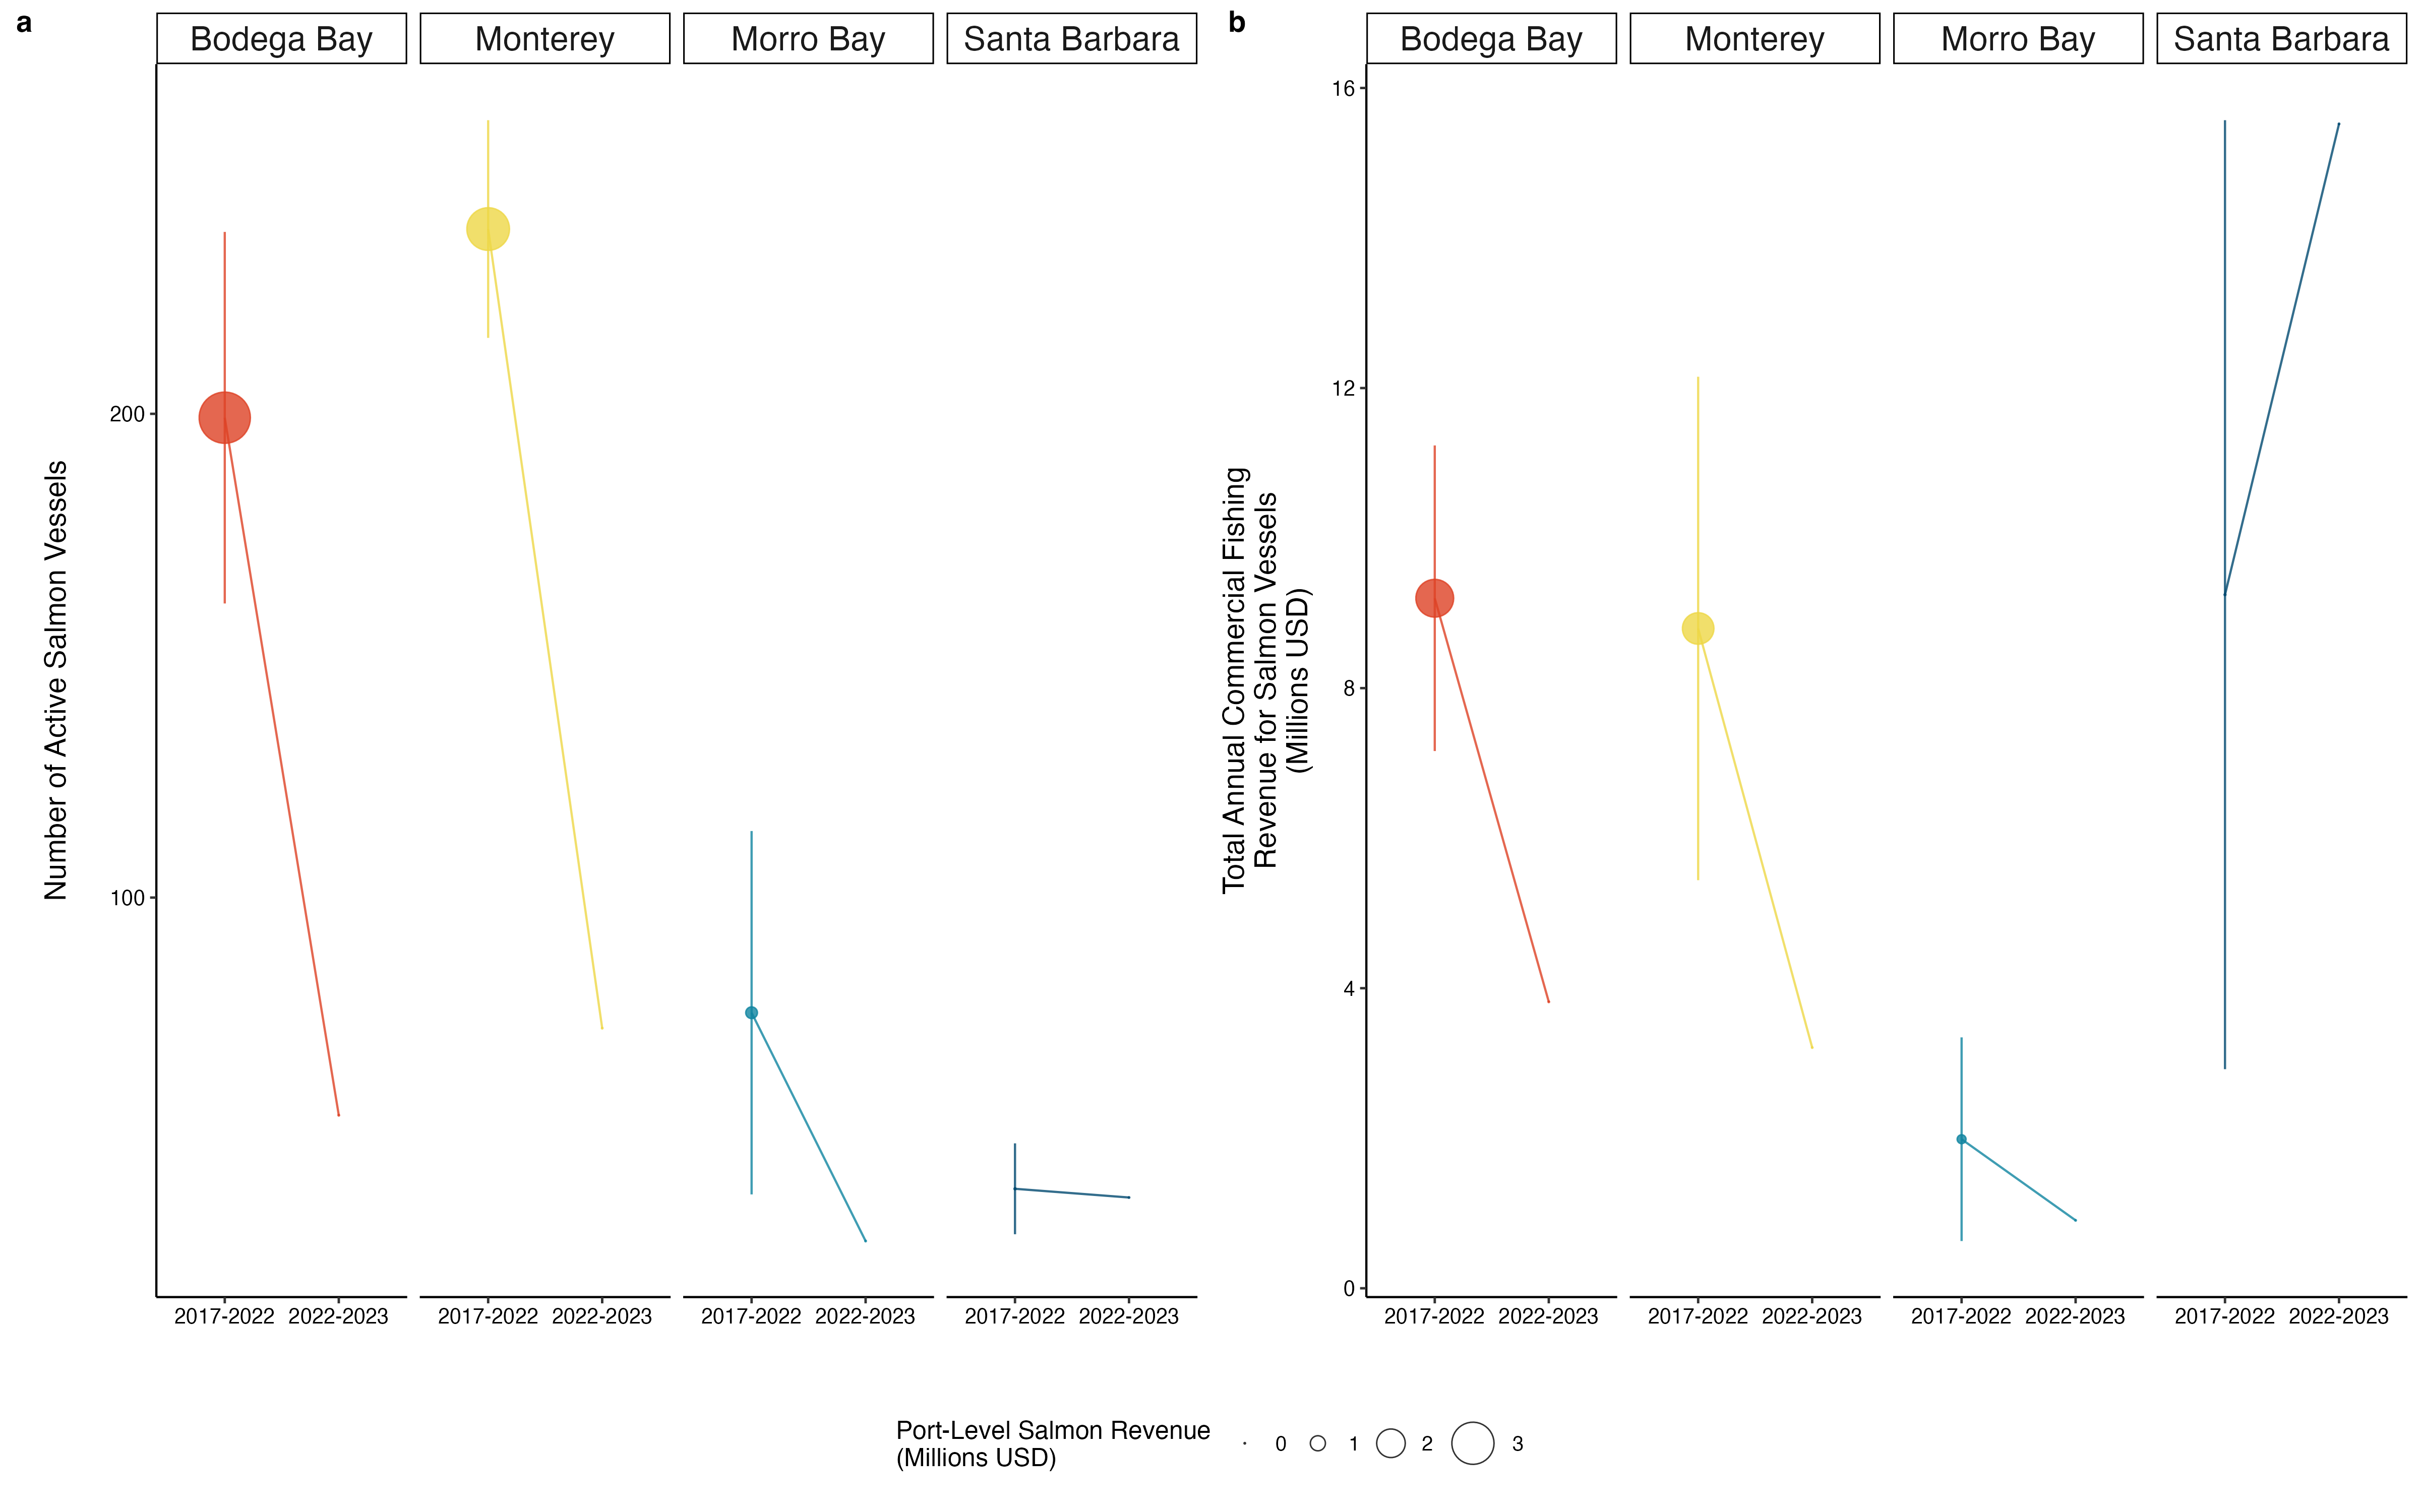 a
Bodega Bay
Monterey
Morro Bay
Santa Barbara
Number of Active Salmon Vessels
200
100
2017-2022 2022-2023
2017-2022 2022-2023
2017-2022 2022-2023
2017-2022 2022-2023
b
Bodega Bay
Monterey
Morro Bay
Santa Barbara
Total Annual Commercial Fishing
Revenue for Salmon Vessels
(Millions USD)
16
12
8
4
0
2017-2022 2022-2023
2017-2022 2022-2023
2017-2022 2022-2023
2017-2022 2022-2023
Port-Level Salmon Revenue
(Millions USD)
0 1 2 3